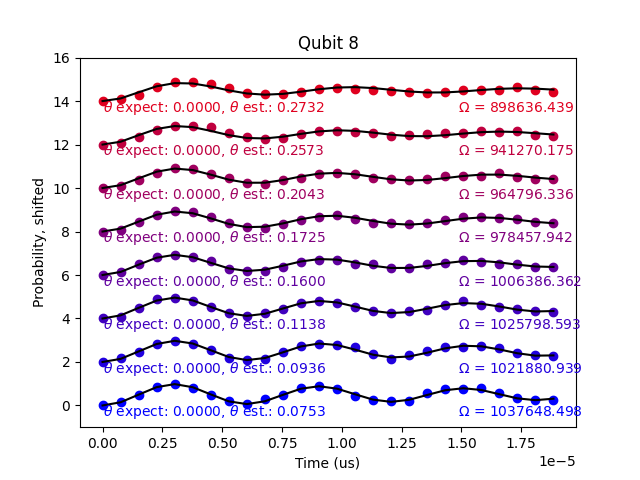 Qubit 8
Probability, shifted
16
14
θ expect: 0.0000, θ est.: 0.2732 Ω = 898636.439
12
θ expect: 0.0000, θ est.: 0.2573 Ω = 941270.175
10
θ expect: 0.0000, θ est.: 0.2043 Ω = 964796.336
8
θ expect: 0.0000, θ est.: 0.1725 Ω = 978457.942
6
θ expect: 0.0000, θ est.: 0.1600 Ω = 1006386.362
4
θ expect: 0.0000, θ est.: 0.1138 Ω = 1025798.593
2
θ expect: 0.0000, θ est.: 0.0936 Ω = 1021880.939
0
θ expect: 0.0000, θ est.: 0.0753 Ω = 1037648.498
0.00 0.25 0.50 0.75 1.00 1.25 1.50 1.75
Time (us)
1e−5